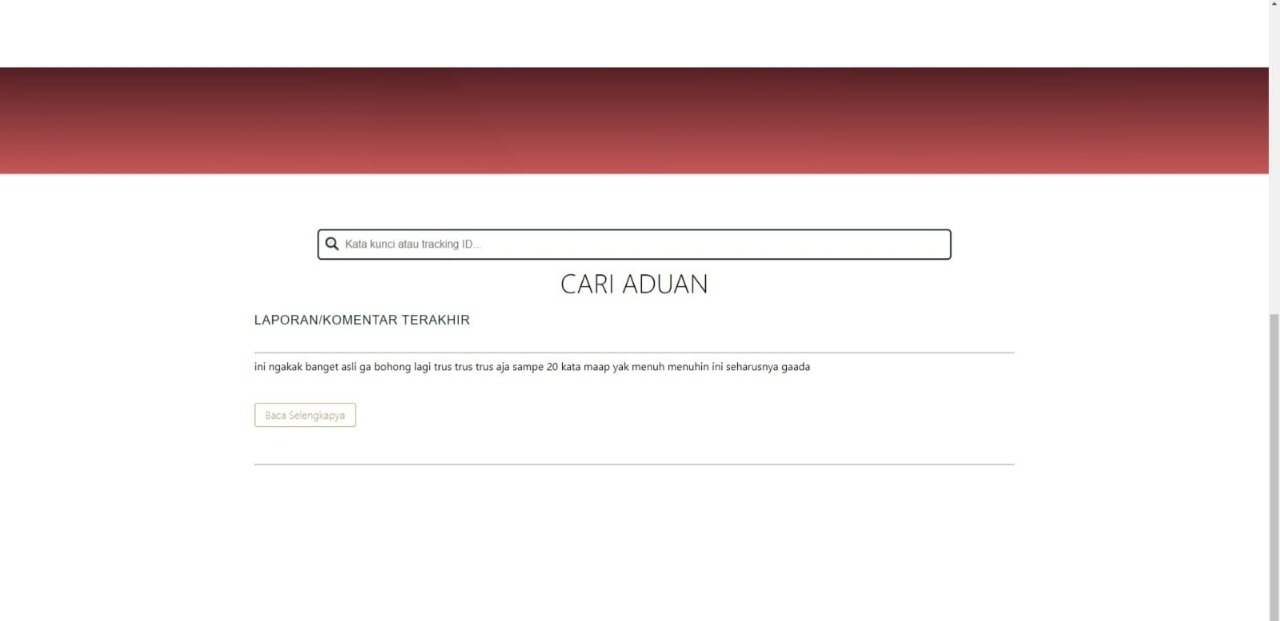 Kata kunci atau tracking ID...
CARI ADUAN
LAPORAN/KOMENTAR TERAKHIR
ini ngakak banget asli ga bohong lagi trus trus trus aja sampe 20 kata maap yak menuh menuhin ini seharusnya gaada
Baca Selengkapya